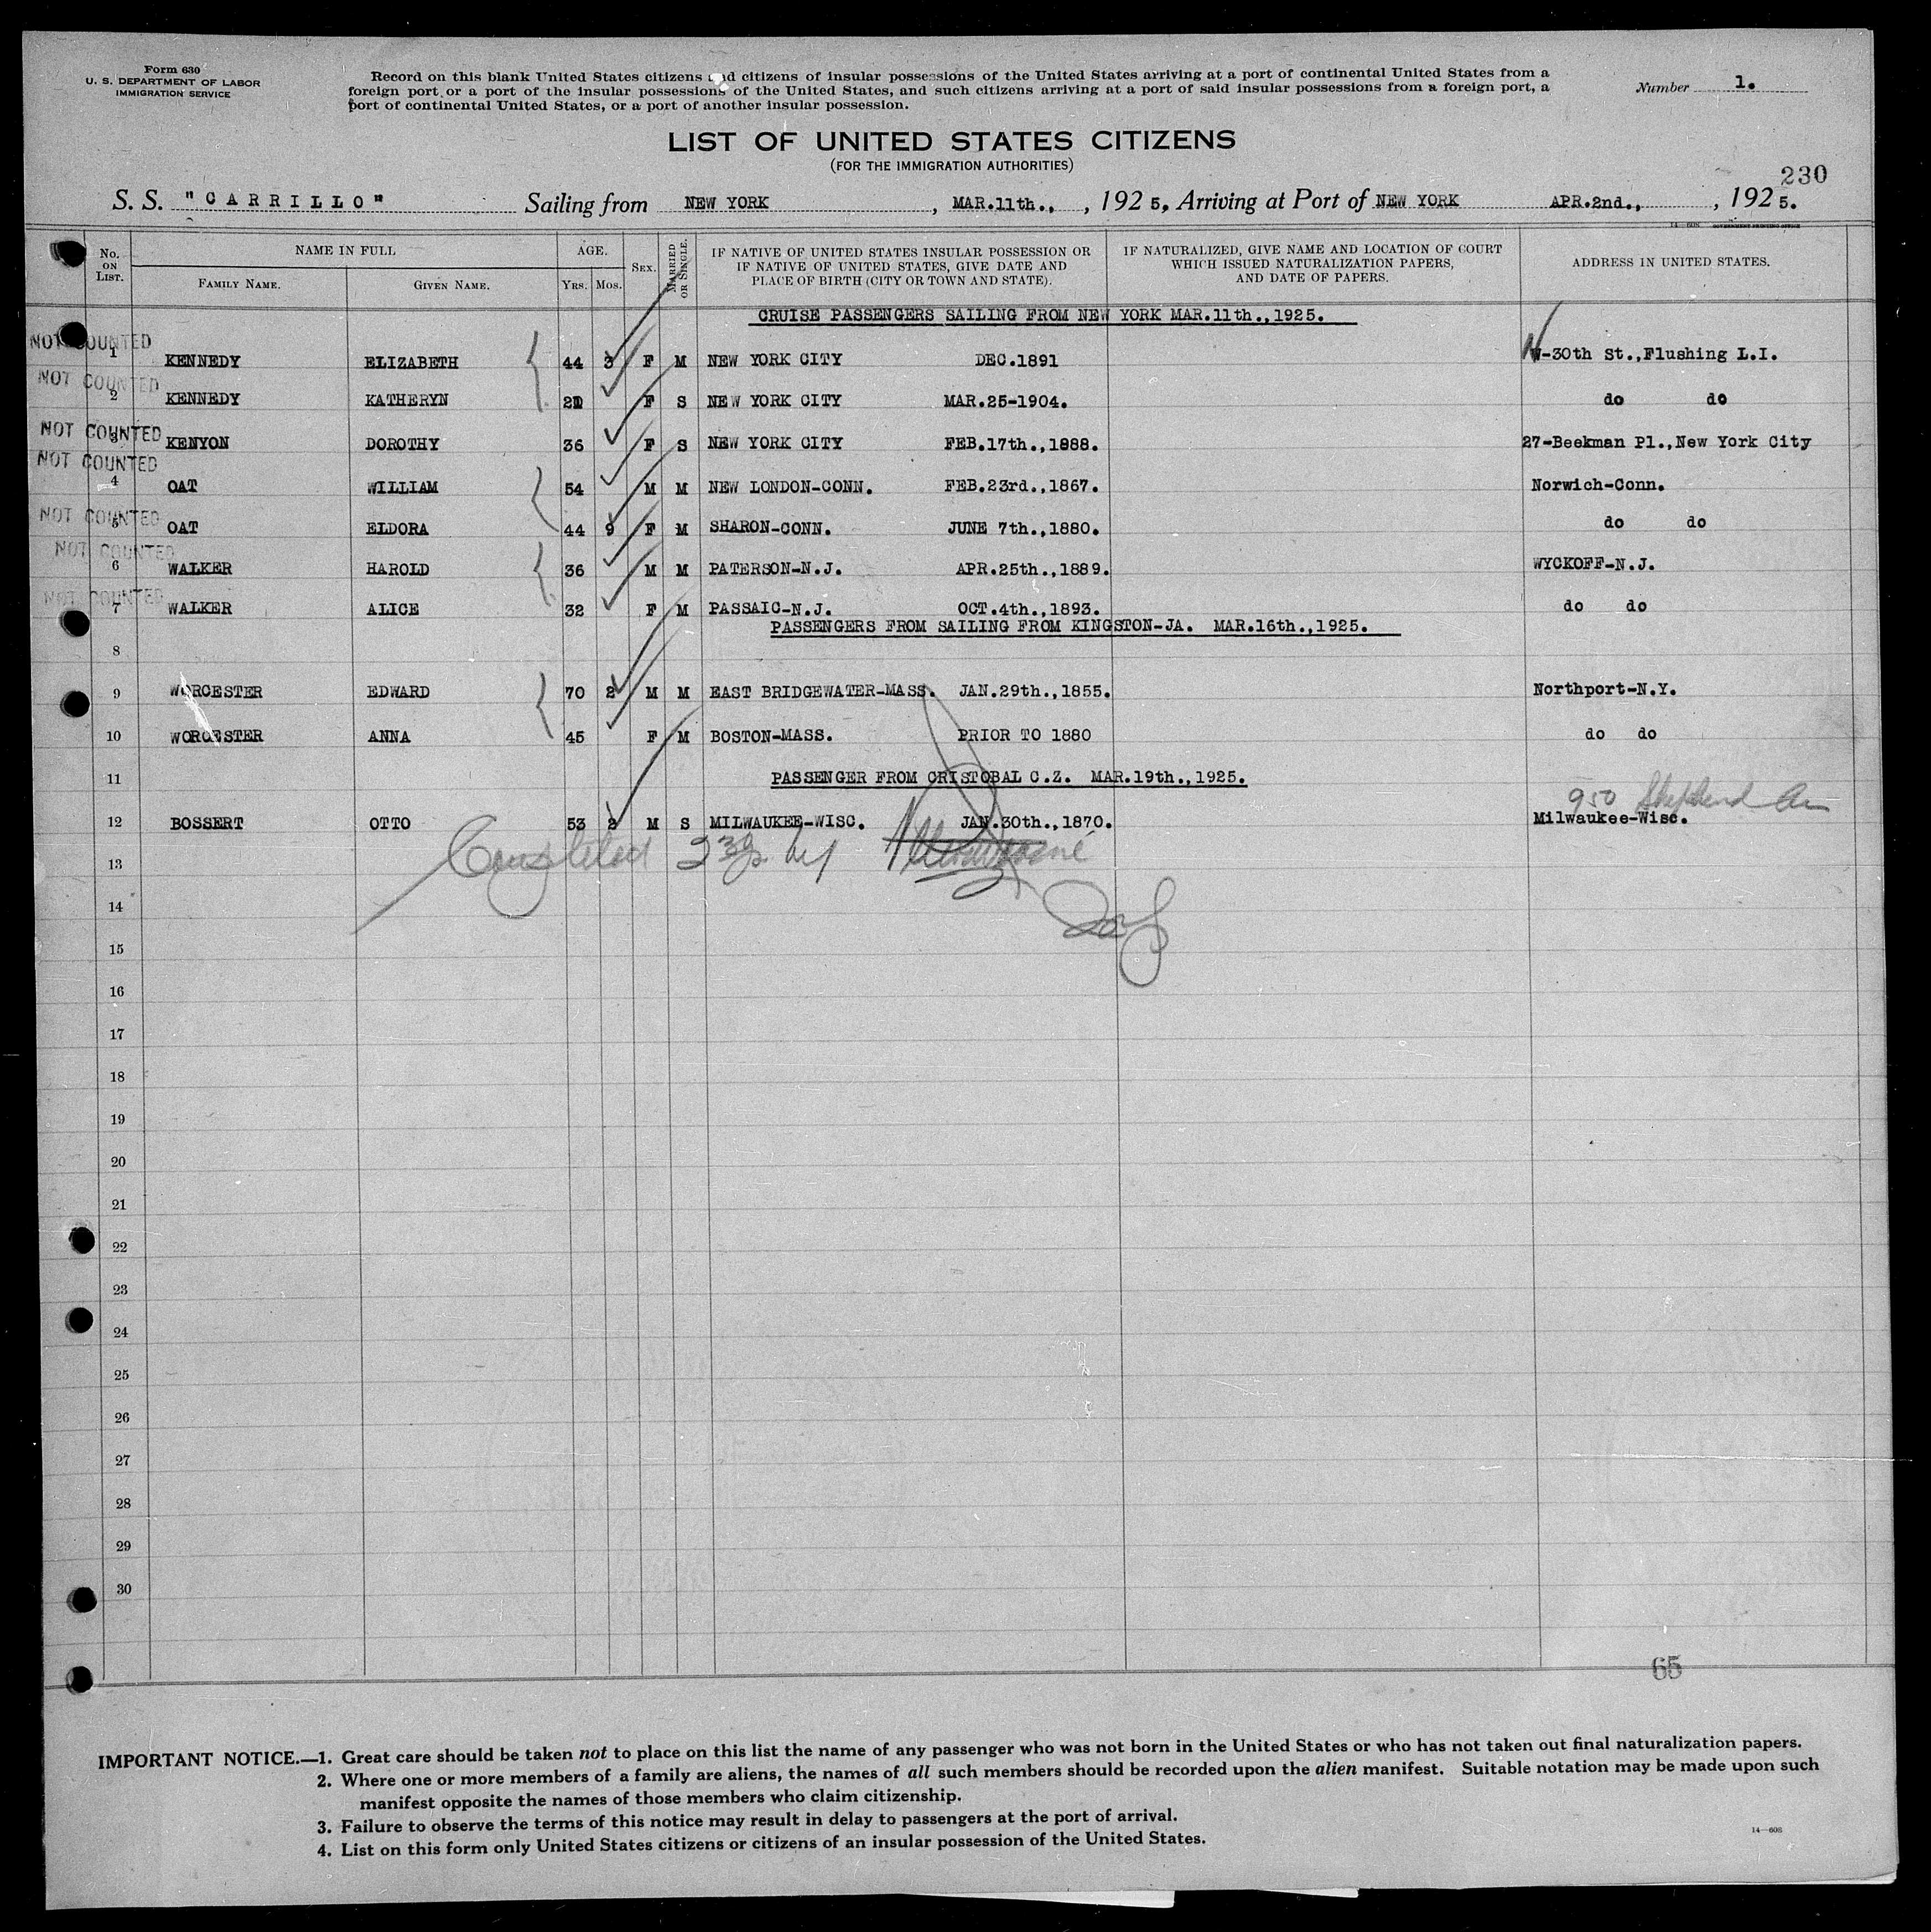 Form 630
U. S. DEPARTMENT OF LABOR
IMMIGRATION SERVICE
Record on this blank United States citizens and citizens of insular possessions of the United States arriving at a port of continental United States from a
foreign port or a port of the insular possessions of the United States, and such citizens arriving at a port of said insular possessions from a foreign port, a
port of continental United States, or a port of another insular possession.
Number 1.
LIST OF UNITED STATES CITIZENS
(FOR THE IMMIGRATION AUTHORITIES)
230
S. S. "CARRILLO" Sailing from NEW YORK, MAR.11th., , 1925, Arriving at Port of NEW YORK APR.2nd., , 1925.
14—608 GOVERNMENT PRINTING OFFICE
No. ON LIST. NAME IN FULL FAMILY NAME. GIVEN NAME. AGE. YRS. MOS. SEX. MARRIED OR SINGLE. IF NATIVE OF UNITED STATES INSULAR POSSESSION OR IF NATIVE OF UNITED STATES, GIVE DATE AND PLACE OF BIRTH (CITY OR TOWN AND STATE). IF NATURALIZED, GIVE NAME AND LOCATION OF COURT WHICH ISSUED NATURALIZATION PAPERS, AND DATE OF PAPERS. ADDRESS IN UNITED STATES.
CRUISE PASSENGERS SAILING FROM NEW YORK MAR.11th.,1925.
NOT COUNTED
1 KENNEDY ELIZABETH 44 3 F M NEW YORK CITY DEC.1891 -30th St.,Flushing L.I.
NOT COUNTED
2 KENNEDY KATHERYN 21 F S NEW YORK CITY MAR.25-1904. do do
NOT COUNTED
3 KENYON DOROTHY 36 F S NEW YORK CITY FEB.17th.,1888. 27-Beekman Pl.,New York City
NOT COUNTED
4 OAT WILLIAM 54 M M NEW LONDON-CONN. FEB.23rd.,1867. Norwich-Conn.
NOT COUNTED
5 OAT ELDORA 44 9 F M SHARON-CONN. JUNE 7th.,1880. do do
NOT COUNTED
6 WALKER HAROLD 36 M M PATERSON-N.J. APR.25th.,1889. WYCKOFF-N.J.
NOT COUNTED
7 WALKER ALICE 32 F M PASSAIC-N.J. OCT.4th.,1893. do do
PASSENGERS FROM SAILING FROM KINGSTON-JA. MAR.16th.,1925.
8
9 WORCESTER EDWARD 70 2 M M EAST BRIDGEWATER-MASS. JAN.29th.,1855. Northport-N.Y.
10 WORCESTER ANNA 45 F M BOSTON-MASS. PRIOR TO 1880 do do
11 PASSENGER FROM CRISTOBAL C.Z. MAR.19th.,1925.
950 Shepherd Av
12 BOSSERT OTTO 53 2 M S MILWAUKEE-WISC. JAN.30th.,1870. Milwaukee-Wisc.
Completed by
13
14
15
16
17
18
19
20
21
22
23
24
25
26
27
28
29
30
65
IMPORTANT NOTICE.—1. Great care should be taken not to place on this list the name of any passenger who was not born in the United States or who has not taken out final naturalization papers.
2. Where one or more members of a family are aliens, the names of all such members should be recorded upon the alien manifest. Suitable notation may be made upon such
manifest opposite the names of those members who claim citizenship.
3. Failure to observe the terms of this notice may result in delay to passengers at the port of arrival.
4. List on this form only United States citizens or citizens of an insular possession of the United States.
14—608